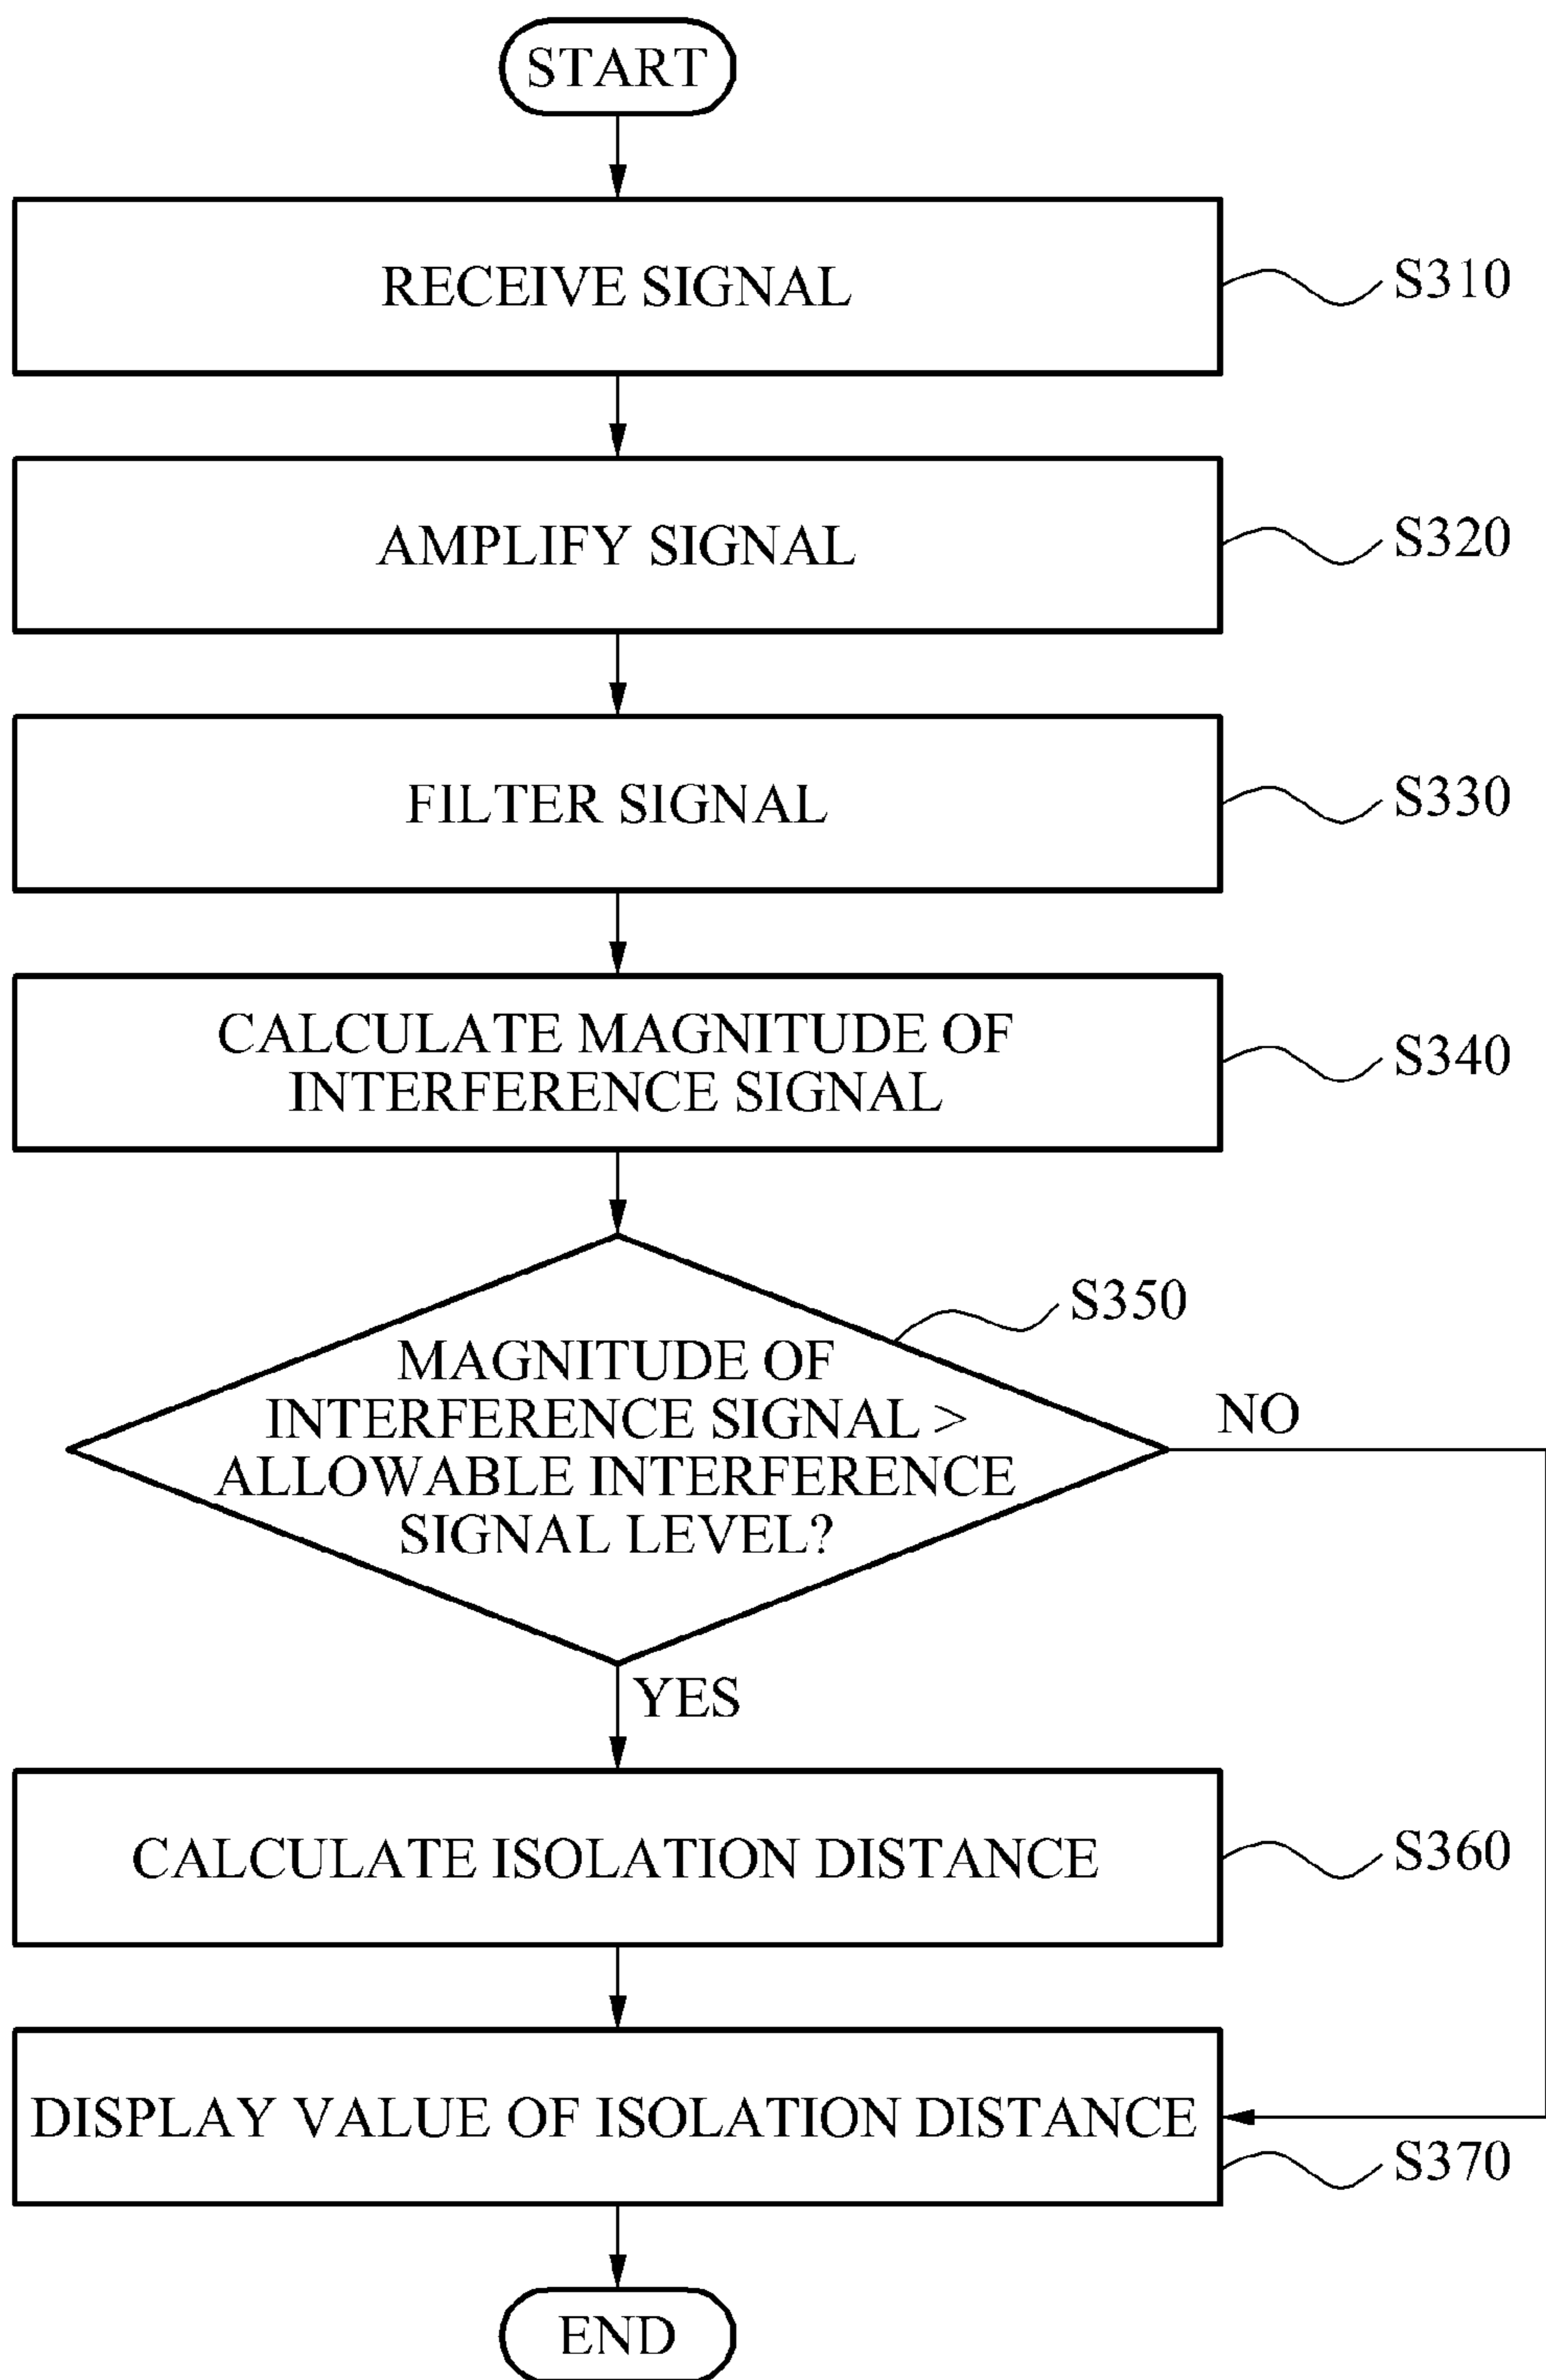 START
RECEIVE SIGNAL
S310
AMPLIFY SIGNAL
S320
FILTER SIGNAL
S330
CALCULATE MAGNITUDE OF
INTERFERENCE SIGNAL
S340
S350
MAGNITUDE OF
INTERFERENCE SIGNAL >
ALLOWABLE INTERFERENCE
SIGNAL LEVEL?
NO
YES
CALCULATE ISOLATION DISTANCE
S360
DISPLAY VALUE OF ISOLATION DISTANCE
S370
END